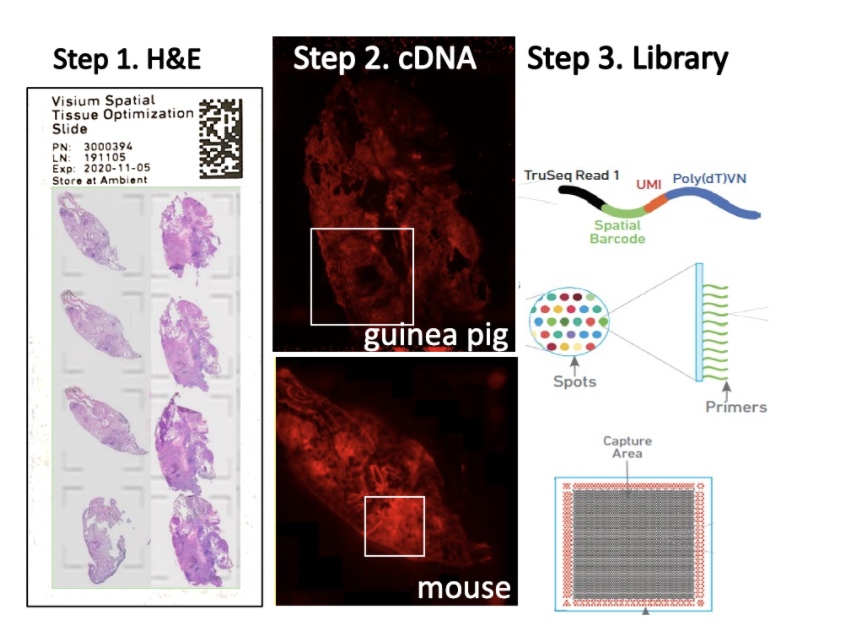 Step 1. H&E
Step 2. cDNA
Step 3. Library
Visium Spatial
Tissue Optimization
Slide
PN: 3000394
LN: 191105
Exp: 2020-11-05
Store at Ambient
guinea pig
mouse
TruSeq Read 1
UMI
Poly(dT)VN
Spatial
Barcode
Spots
Primers
Capture
Area